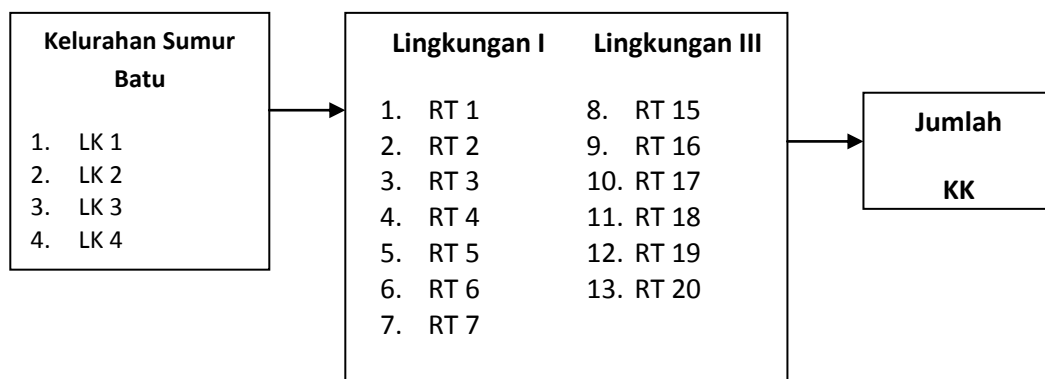 Kelurahan Sumur
Batu
1. LK 1
2. LK 2
3. LK 3
4. LK 4
Lingkungan I
1. RT 1
2. RT 2
3. RT 3
4. RT 4
5. RT 5
6. RT 6
7. RT 7
Lingkungan III
8. RT 15
9. RT 16
10. RT 17
11. RT 18
12. RT 19
13. RT 20
Jumlah
KK